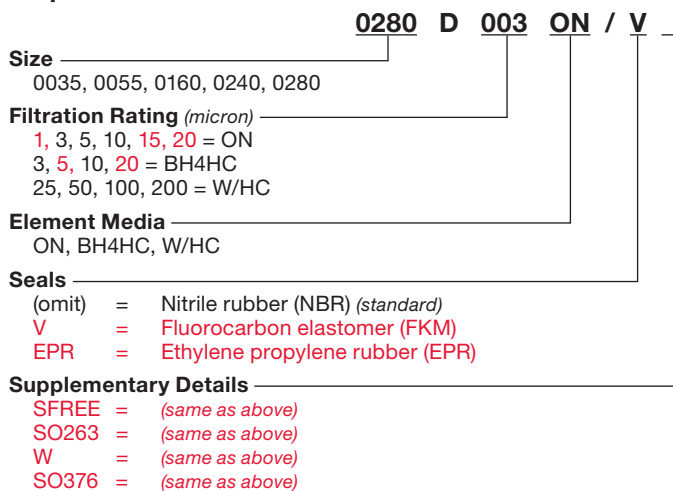 0280 D 003 ON / V _
Size
0035, 0055, 0160, 0240, 0280
Filtration Rating (micron)
1, 3, 5, 10, 15, 20 = ON
3, 5, 10, 20 = BH4HC
25, 50, 100, 200 = W/HC
Element Media
ON, BH4HC, W/HC
Seals
(omit) = Nitrile rubber (NBR) (standard)
V = Fluorocarbon elastomer (FKM)
EPR = Ethylene propylene rubber (EPR)
Supplementary Details
SFREE = (same as above)
SO263 = (same as above)
W = (same as above)
SO376 = (same as above)